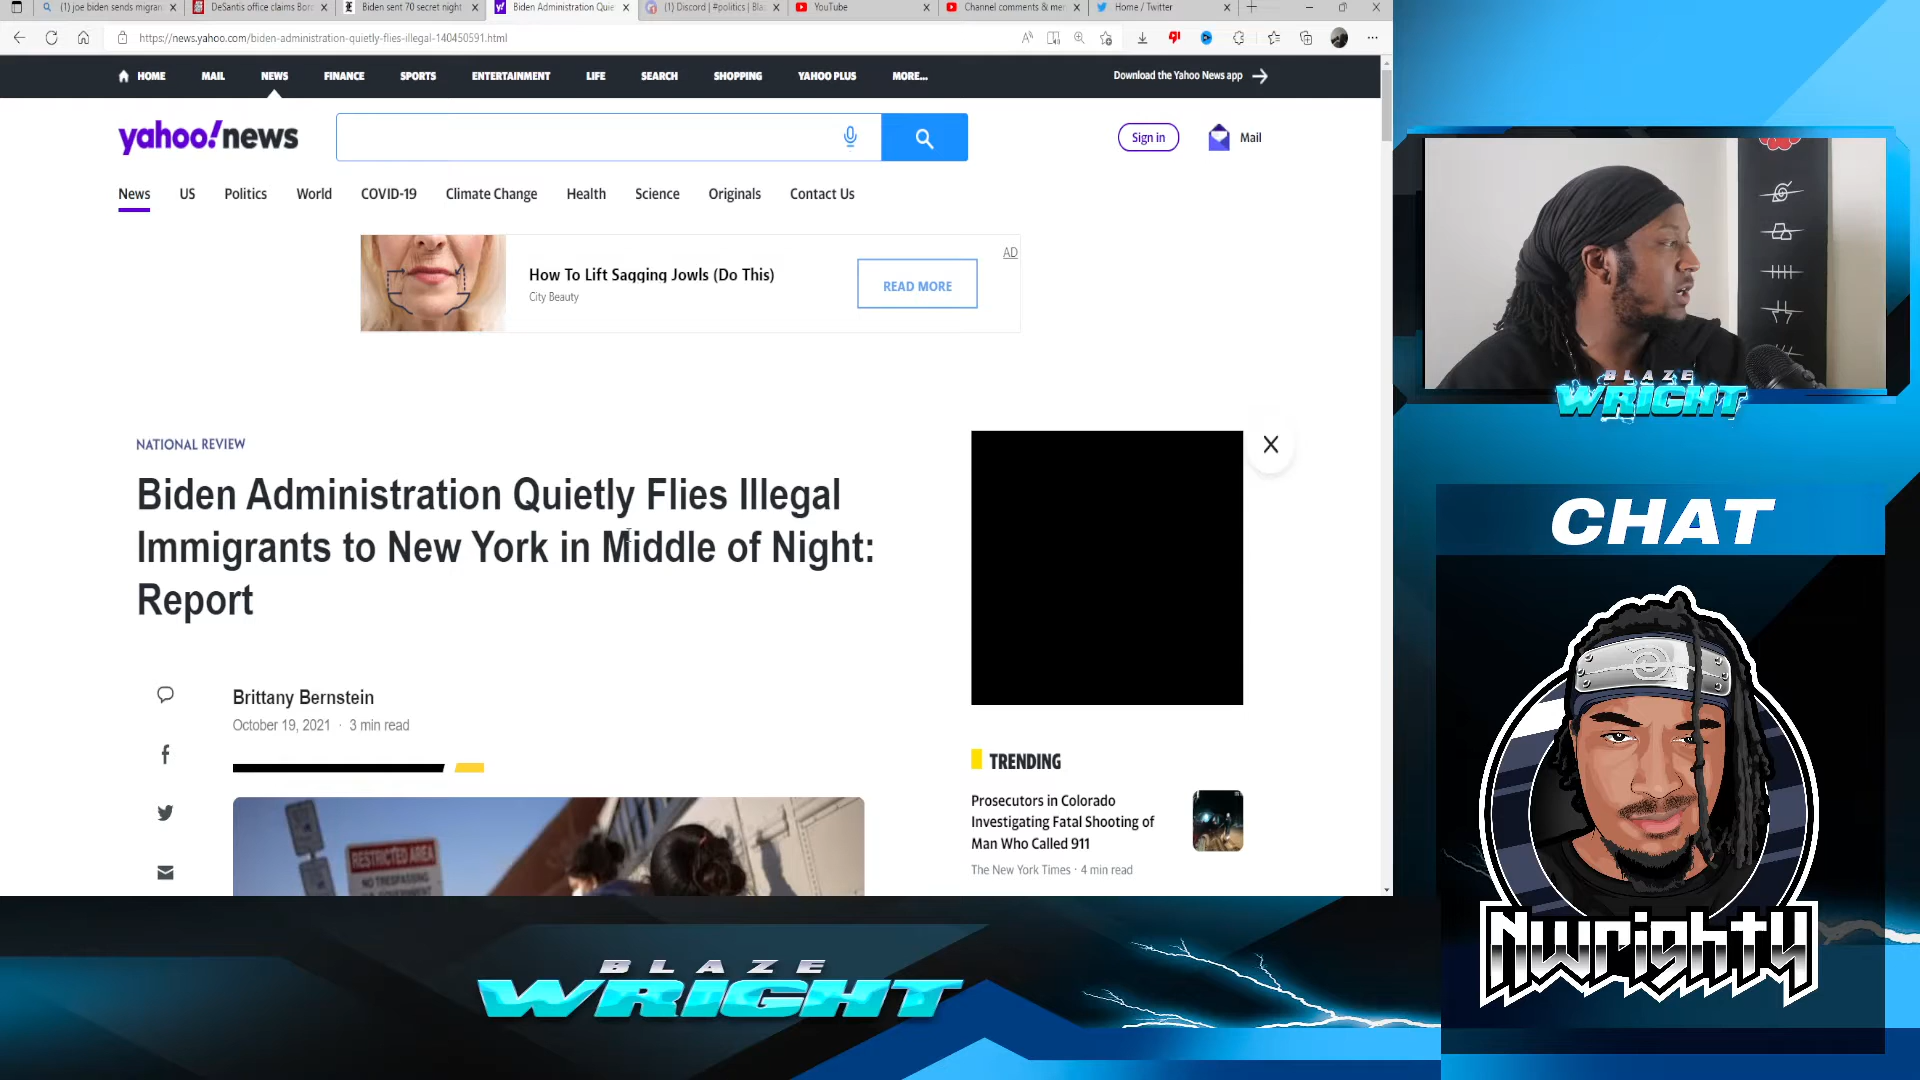 (1) joe biden sends migran
DeSantis office claims Bor
Biden sent 70 secret night
Biden Administration Quie
(1) Discord | #politics | Bla
YouTube
Channel comments & me
Home / Twitter
https://news.yahoo.com/biden-administration-quietly-flies-illegal-140450591.html
HOME
MAIL
NEWS
FINANCE
SPORTS
ENTERTAINMENT
LIFE
SEARCH
SHOPPING
YAHOO PLUS
MORE...
Download the Yahoo News app
yahoo!news
Sign in
Mail
News
US
Politics
World
COVID-19
Climate Change
Health
Science
Originals
Contact Us
How To Lift Sagging Jowls (Do This)
City Beauty
READ MORE
AD
NATIONAL REVIEW
Biden Administration Quietly Flies Illegal
Immigrants to New York in Middle of Night:
Report
Brittany Bernstein
October 19, 2021 · 3 min read
RESTRICTED AREA
NO TRESPASSING
TRENDING
Prosecutors in Colorado
Investigating Fatal Shooting of
Man Who Called 911
The New York Times · 4 min read
BLAZE
WRIGHT
CHAT
Nwrighty
BLAZE
WRIGHT